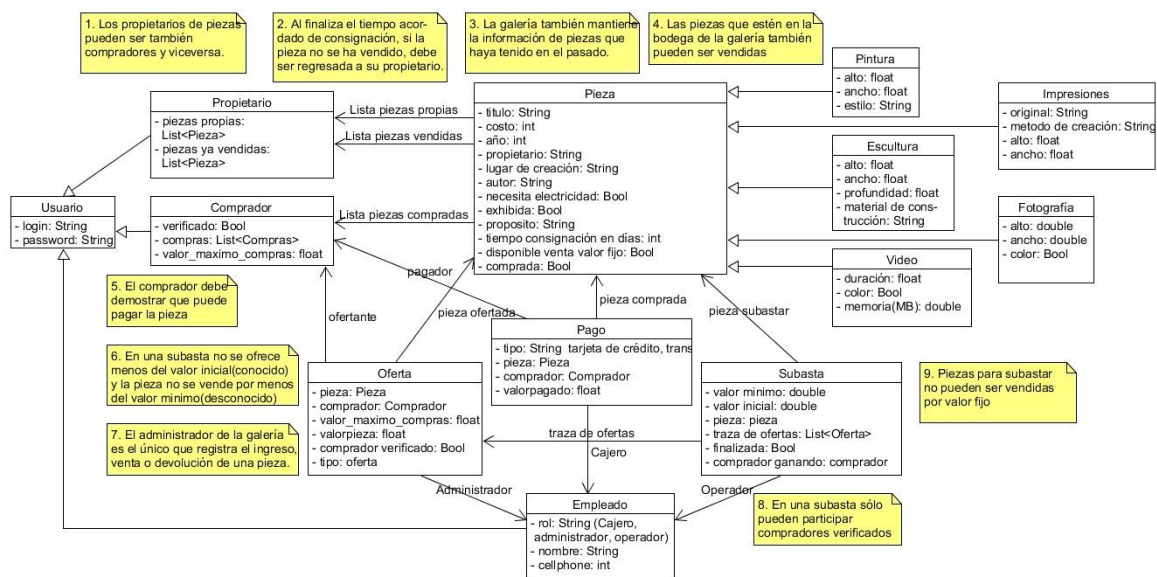 1. Los propietarios de piezas
pueden ser también
compradores y viceversa.
2. Al finaliza el tiempo acor-
dado de consignación, si la
pieza no se ha vendido, debe
ser regresada a su propietario.
3. La galería también mantiene
la información de piezas que
haya tenido en el pasado.
4. Las piezas que estén en la
bodega de la galería también
pueden ser vendidas
Pintura
- alto: float
- ancho: float
- estilo: String
Propietario
- piezas propias:
List<Pieza>
- piezas ya vendidas:
List<Pieza>
Lista piezas propias
Lista piezas vendidas
Pieza
- titulo: String
- costo: int
- año: int
- propietario: String
- lugar de creación: String
- autor: String
- necesita electricidad: Bool
- exhibida: Bool
- proposito: String
- tiempo consignación en días: int
- disponible venta valor fijo: Bool
- comprada: Bool
Impresiones
- original: String
- metodo de creación: String
- alto: float
- ancho: float
Escultura
- alto: float
- ancho: float
- profundidad: float
- material de cons-
trucción: String
Usuario
- login: String
- password: String
Comprador
- verificado: Bool
- compras: List<Compras>
- valor_maximo_compras: float
Lista piezas compradas
Fotografía
- alto: double
- ancho: double
- color: Bool
Video
- duración: float
- color: Bool
- memoria(MB): double
pagador
5. El comprador debe
demostrar que puede
pagar la pieza
ofertante
pieza ofertada
pieza comprada
pieza subastar
Pago
- tipo: String tarjeta de crédito, trans
- pieza: Pieza
- comprador: Comprador
- valorpagado: float
6. En una subasta no se ofrece
menos del valor inicial(conocido)
y la pieza no se vende por menos
del valor minimo(desconocido)
Oferta
- pieza: Pieza
- comprador: Comprador
- valor_maximo_compras: float
- valorpieza: float
- comprador verificado: Bool
- tipo: oferta
Subasta
- valor minimo: double
- valor inicial: double
- pieza: pieza
- traza de ofertas: List<Oferta>
- finalizada: Bool
- comprador ganando: comprador
9. Piezas para subastar
no pueden ser vendidas
por valor fijo
7. El administrador de la galería
es el único que registra el ingreso,
venta o devolución de una pieza.
traza de ofertas
Cajero
Administrador
Operador
Empleado
- rol: String (Cajero,
administrador, operador)
- nombre: String
- cellphone: int
8. En una subasta sólo
pueden participar
compradores verificados